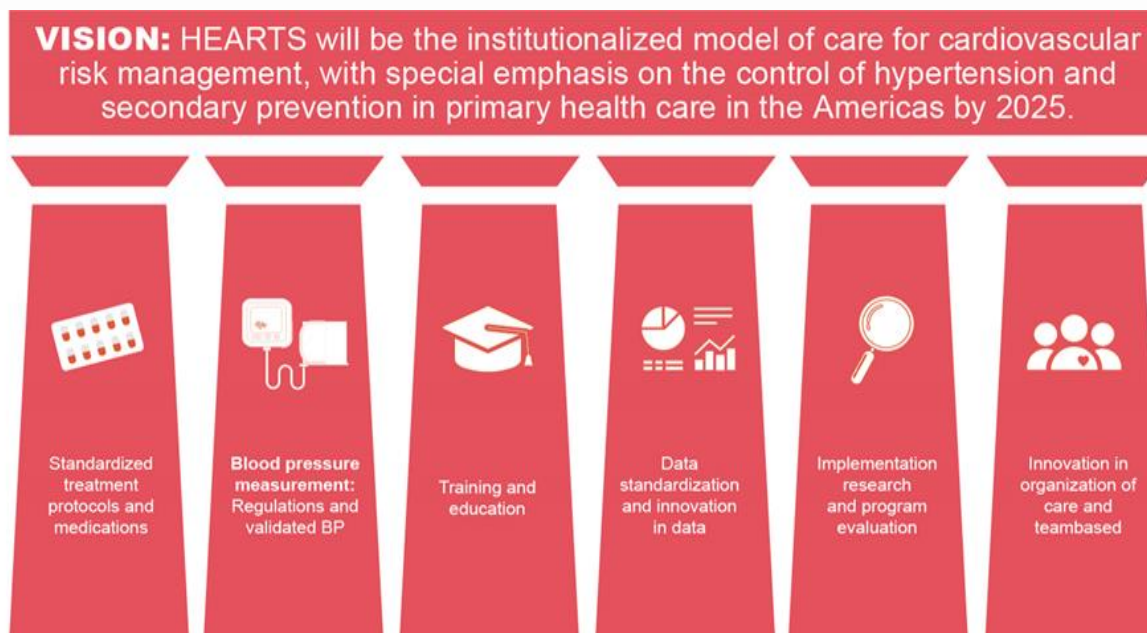 VISION: HEARTS will be the institutionalized model of care for cardiovascular
risk management, with special emphasis on the control of hypertension and
secondary prevention in primary health care in the Americas by 2025.
Standardized
treatment
protocols and
medications
Blood pressure
measurement:
Regulations and
validated BP
Training and
education
Data
standardization
and innovation
in data
Implementation
research
and program
evaluation
Innovation in
organization of
care and
teambased